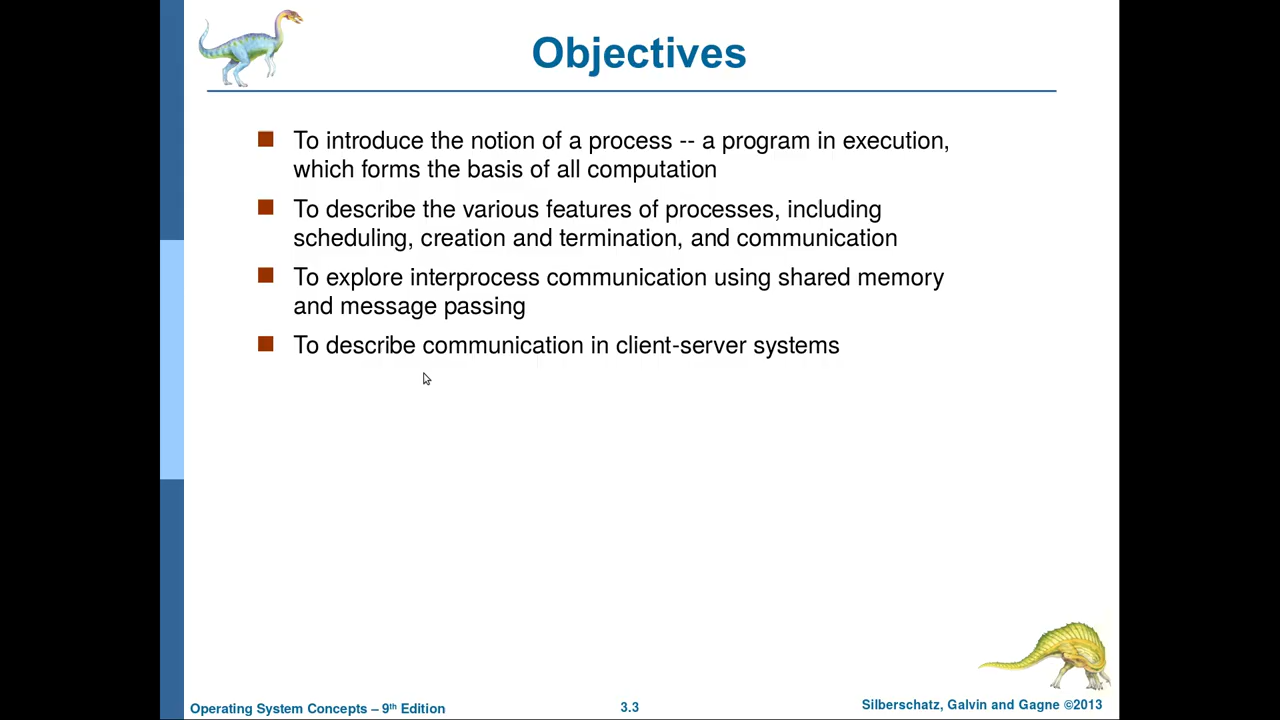 Objectives
To introduce the notion of a process -- a program in execution,
which forms the basis of all computation
To describe the various features of processes, including
scheduling, creation and termination, and communication
To explore interprocess communication using shared memory
and message passing
To describe communication in client-server systems
Operating System Concepts – 9th Edition
3.3
Silberschatz, Galvin and Gagne ©2013